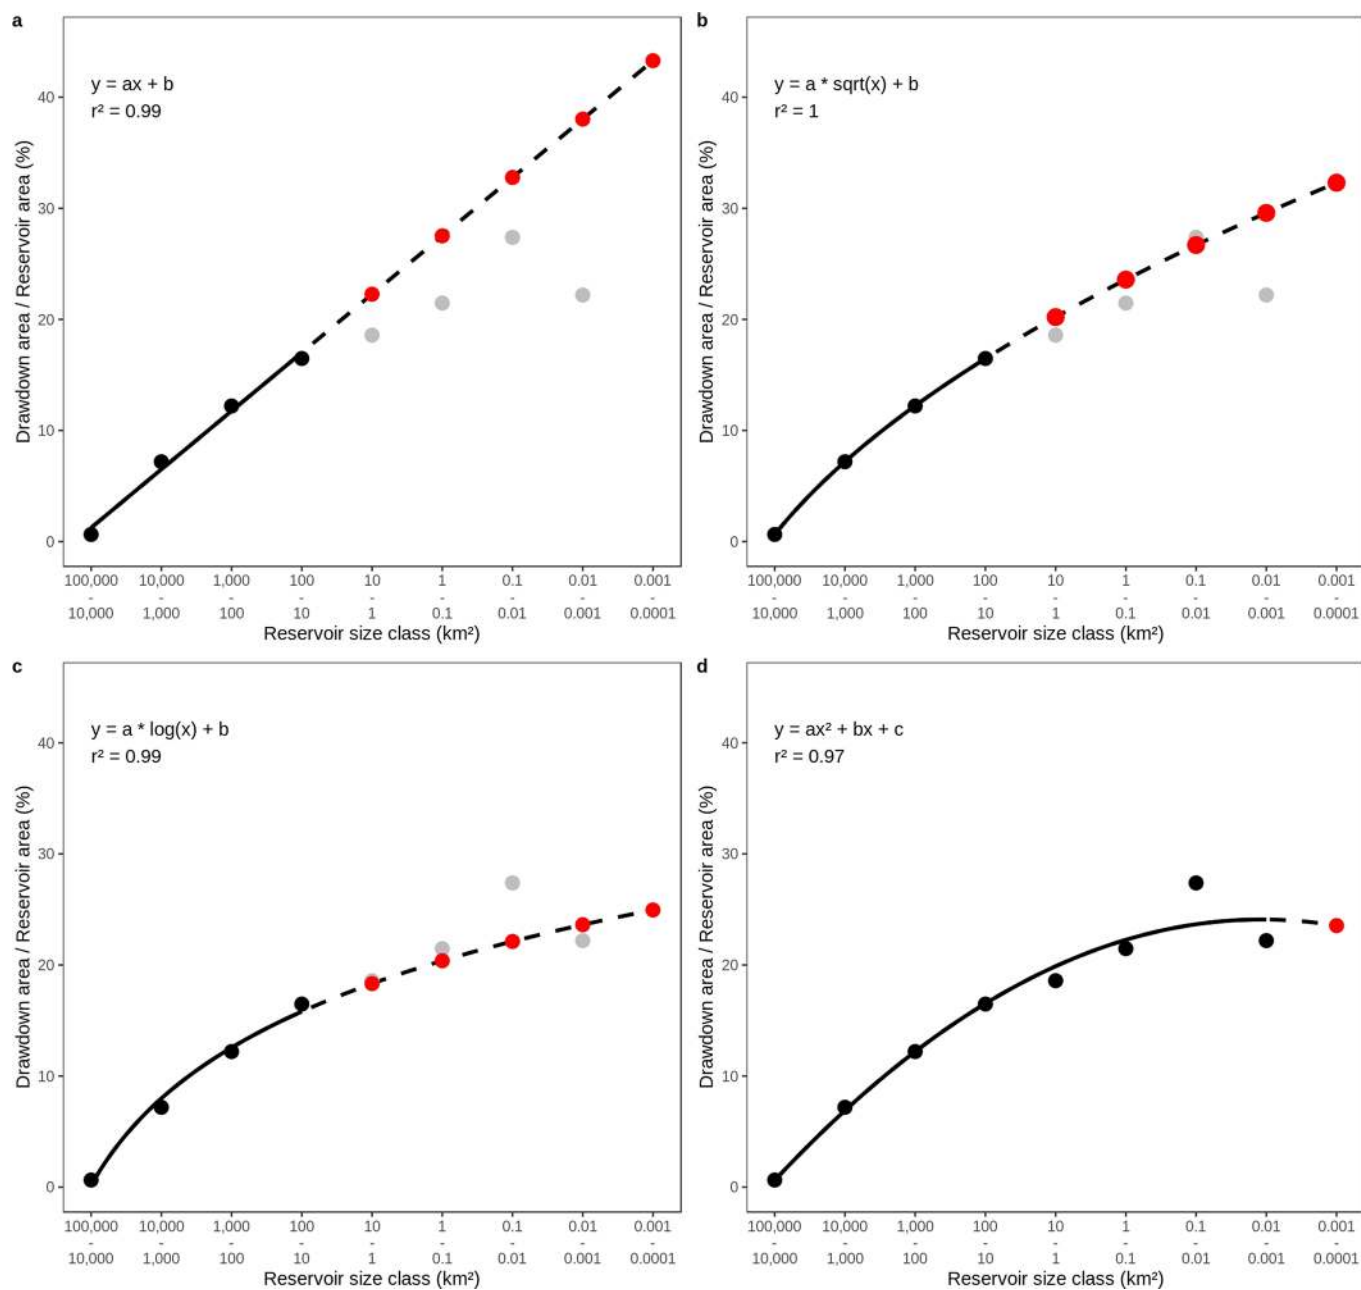 a
y = ax + b
r² = 0.99
Drawdown area / Reservoir area (%)
40
30
20
10
0
100,000 10,000 1,000 100 10 1 0.1 0.01 0.001
- - - - - - - - -
10,000 1,000 100 10 1 0.1 0.01 0.001 0.0001
Reservoir size class (km²)
b
y = a * sqrt(x) + b
r² = 1
Drawdown area / Reservoir area (%)
40
30
20
10
0
100,000 10,000 1,000 100 10 1 0.1 0.01 0.001
- - - - - - - - -
10,000 1,000 100 10 1 0.1 0.01 0.001 0.0001
Reservoir size class (km²)
c
y = a * log(x) + b
r² = 0.99
Drawdown area / Reservoir area (%)
40
30
20
10
0
100,000 10,000 1,000 100 10 1 0.1 0.01 0.001
- - - - - - - - -
10,000 1,000 100 10 1 0.1 0.01 0.001 0.0001
Reservoir size class (km²)
d
y = ax² + bx + c
r² = 0.97
Drawdown area / Reservoir area (%)
40
30
20
10
0
100,000 10,000 1,000 100 10 1 0.1 0.01 0.001
- - - - - - - - -
10,000 1,000 100 10 1 0.1 0.01 0.001 0.0001
Reservoir size class (km²)